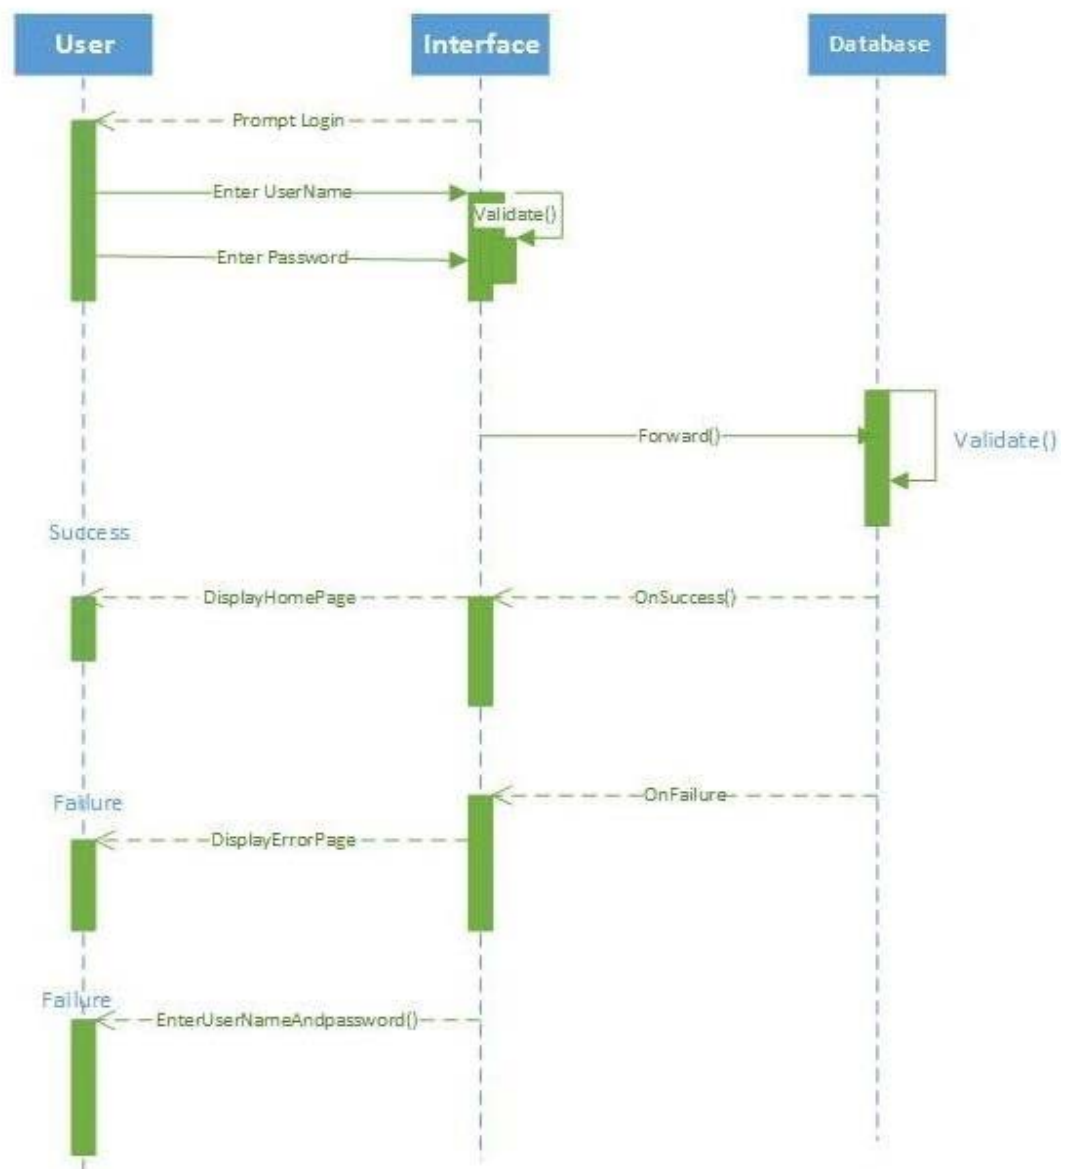 User
Interface
Database
Prompt Login
Enter UserName
Validate()
Enter Password
Forward()
Validate()
Success
DisplayHomePage
OnSuccess()
OnFailure
Failure
DisplayErrorPage
Failure
EnterUserNameAndpassword()